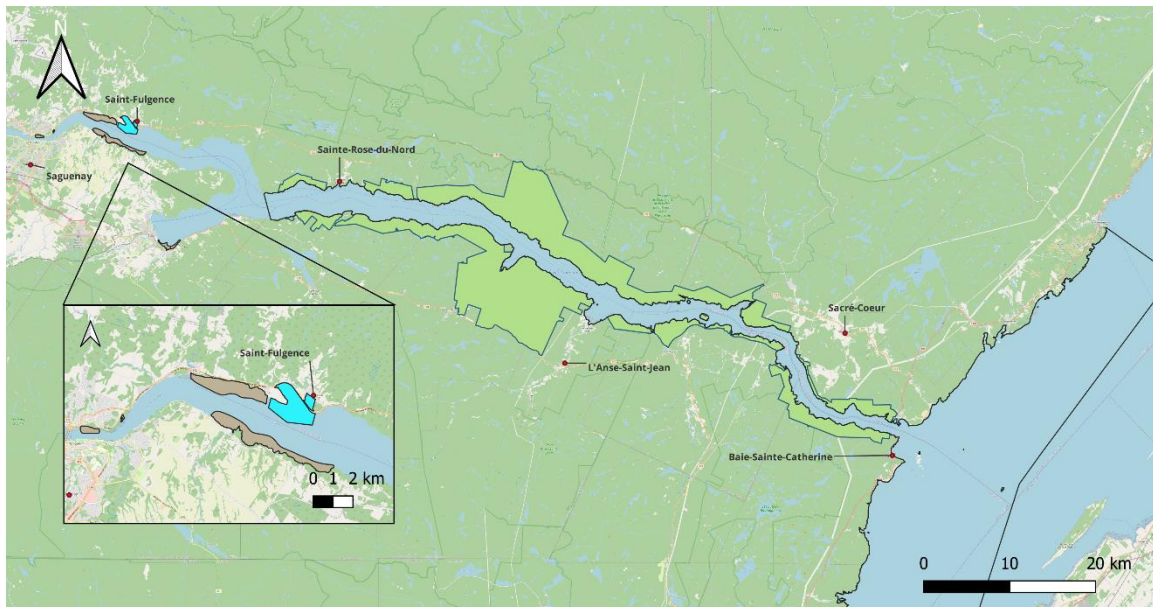 Saint-Fulgence
Sainte-Rose-du-Nord
Saguenay
Sacré-Coeur
Saint-Fulgence
L'Anse-Saint-Jean
Baie-Sainte-Catherine
0 1 2 km
0 10 20 km